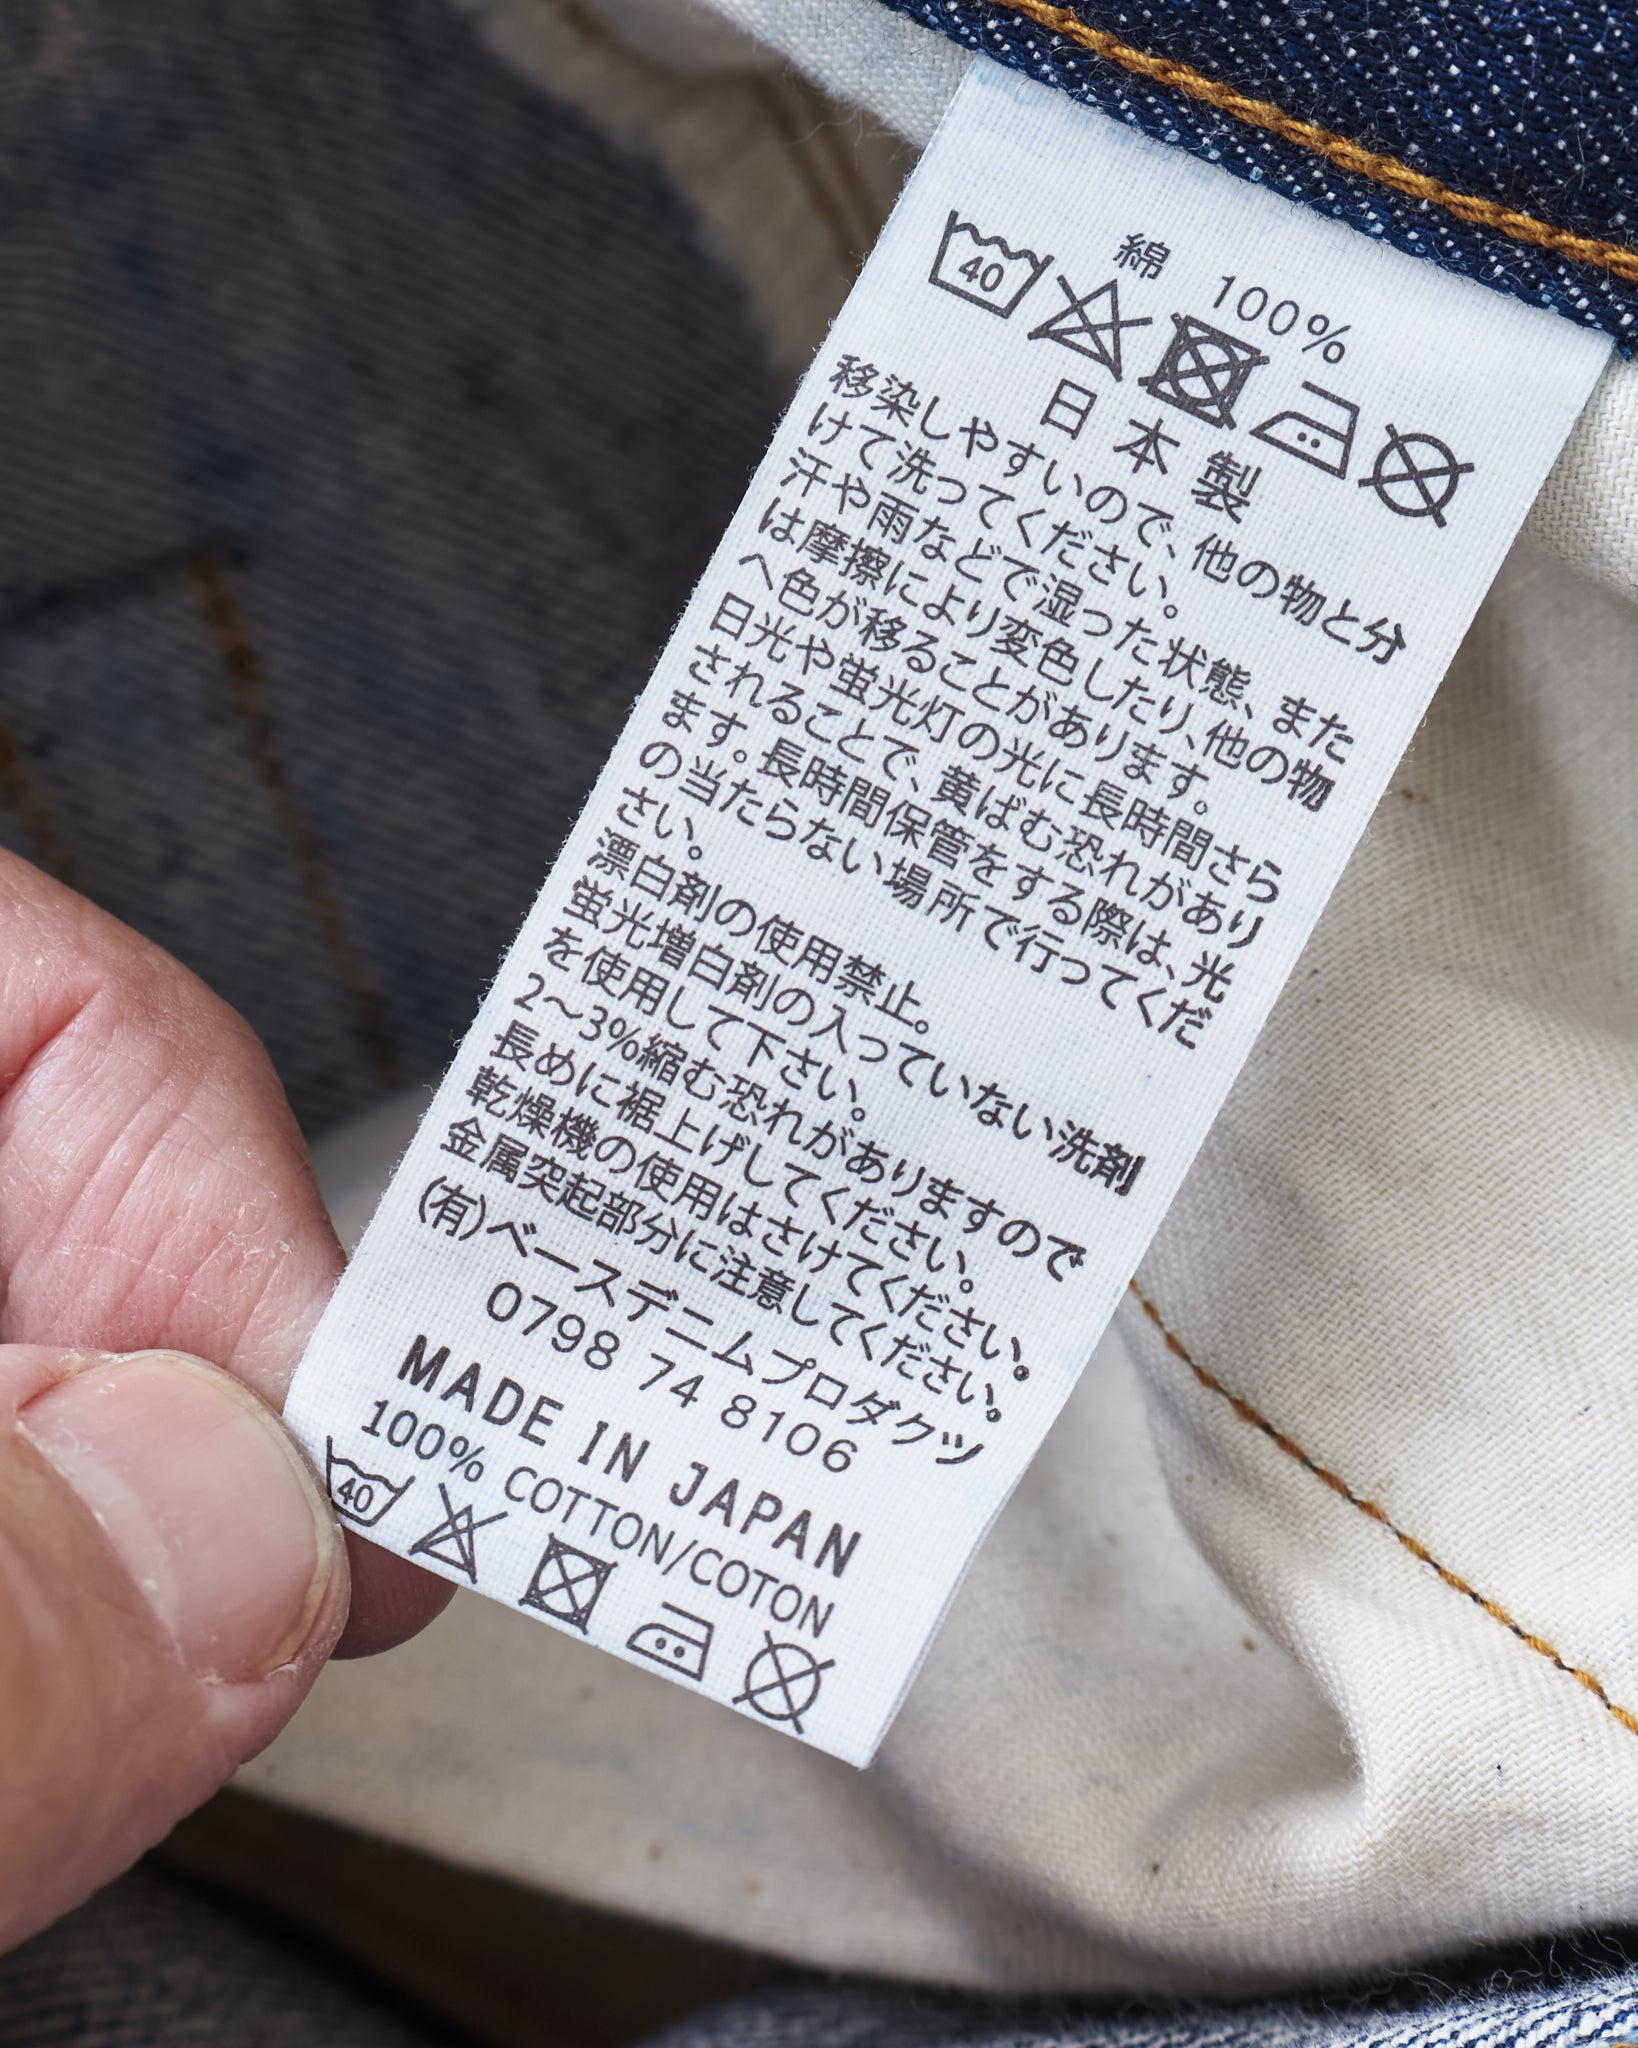 綿 100%
40
日本製
移染しやすいので、他の物と分
けて洗ってください。
汗や雨などで湿った状態、また
は摩擦により変色したり、他の物
へ色が移ることがあります。
日光や蛍光灯の光に長時間さら
されることで、黄ばむ恐れがあり
ます。長時間保管をする際は、光
の当たらない場所で行ってくだ
さい。
漂白剤の使用禁止。
蛍光増白剤の入っていない洗剤
を使用して下さい。
2～3%縮む恐れがありますので
長めに裾上げしてください。
乾燥機の使用はさけてください。
金属突起部分に注意してください。
(有)ベースデニムプロダクツ
0798 74 8106
MADE IN JAPAN
100% COTTON/COTON
40